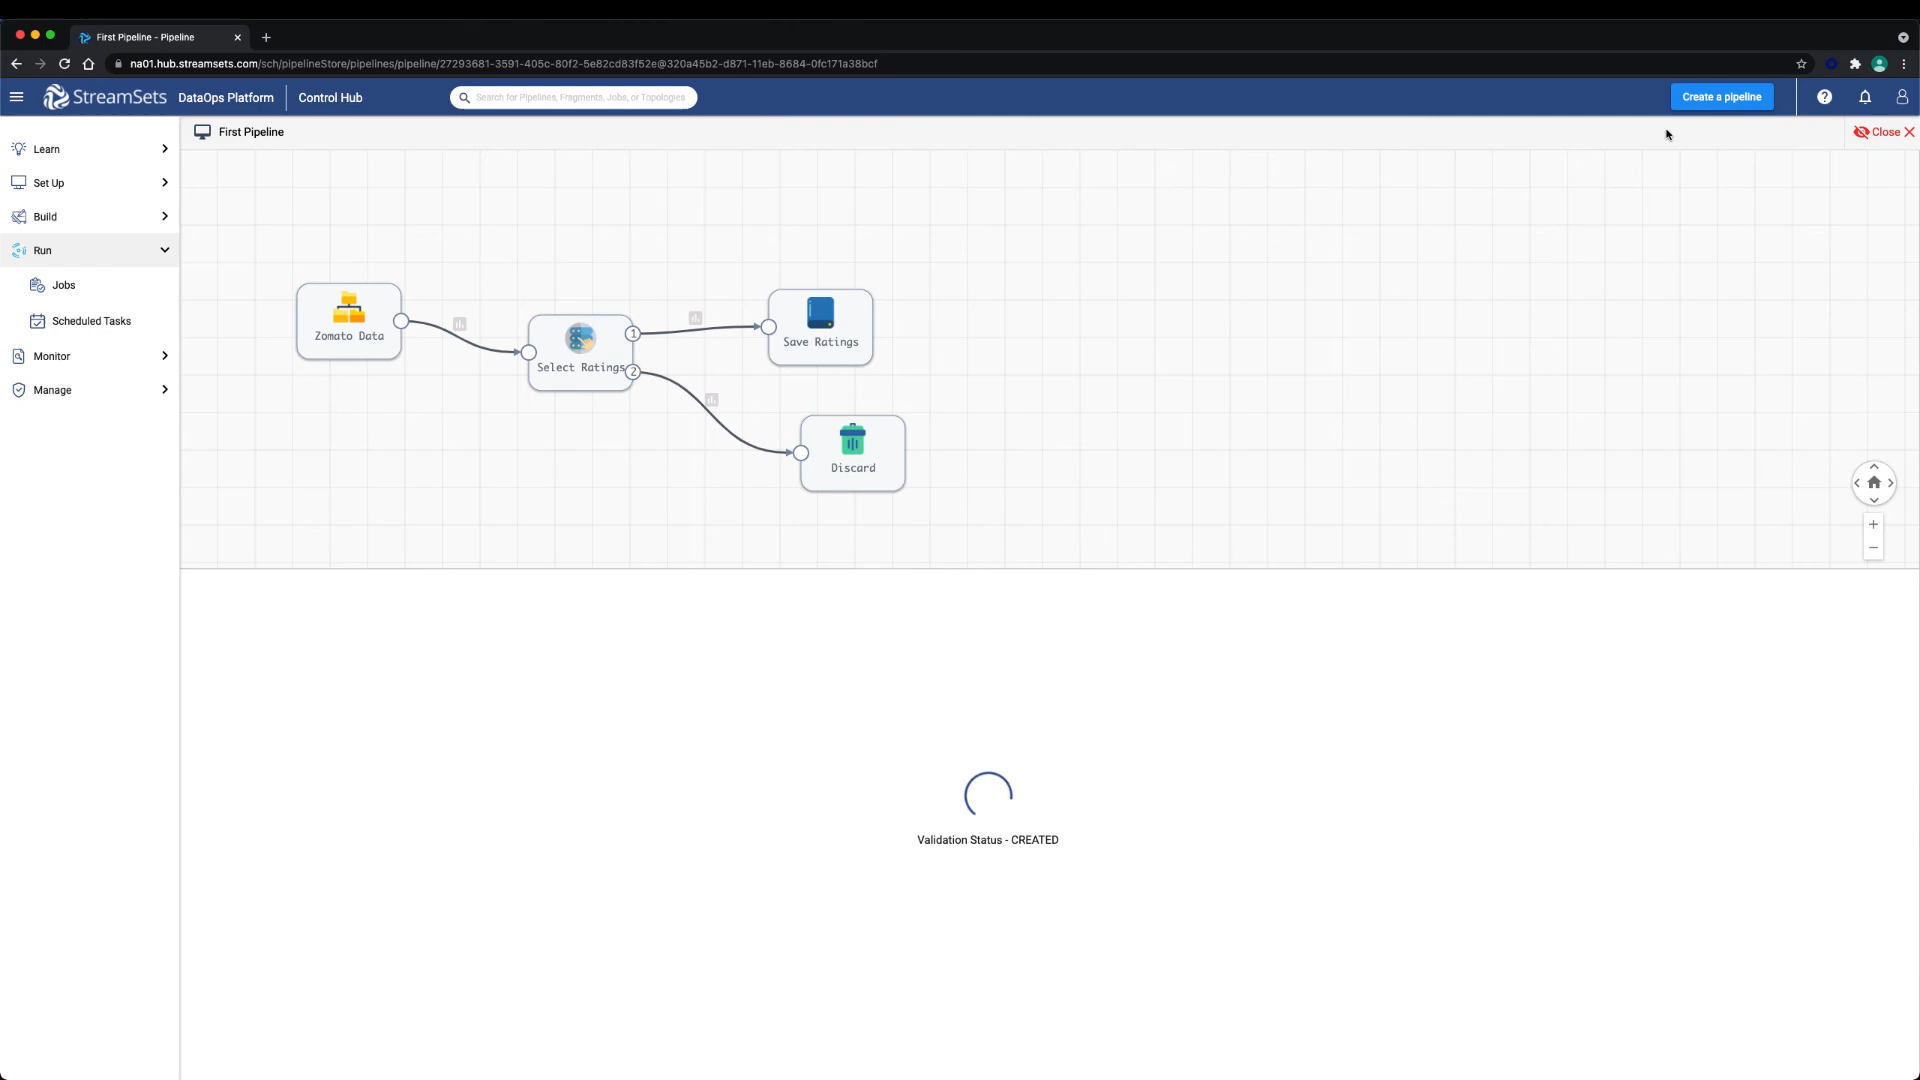 First Pipeline - Pipeline
na01.hub.streamsets.com/sch/pipelineStore/pipelines/pipeline/27293681-3591-405c-80f2-5e82cd83f52e@320a45b2-d871-11eb-8684-0fc171a38bcf
StreamSets DataOps Platform Control Hub
Search for Pipelines, Fragments, Jobs, or Topologies
Create a pipeline
First Pipeline
Close
Learn
Set Up
Build
Run
Jobs
Scheduled Tasks
Monitor
Manage
Zomato Data
Select Ratings
1
2
Save Ratings
Discard
Validation Status - CREATED